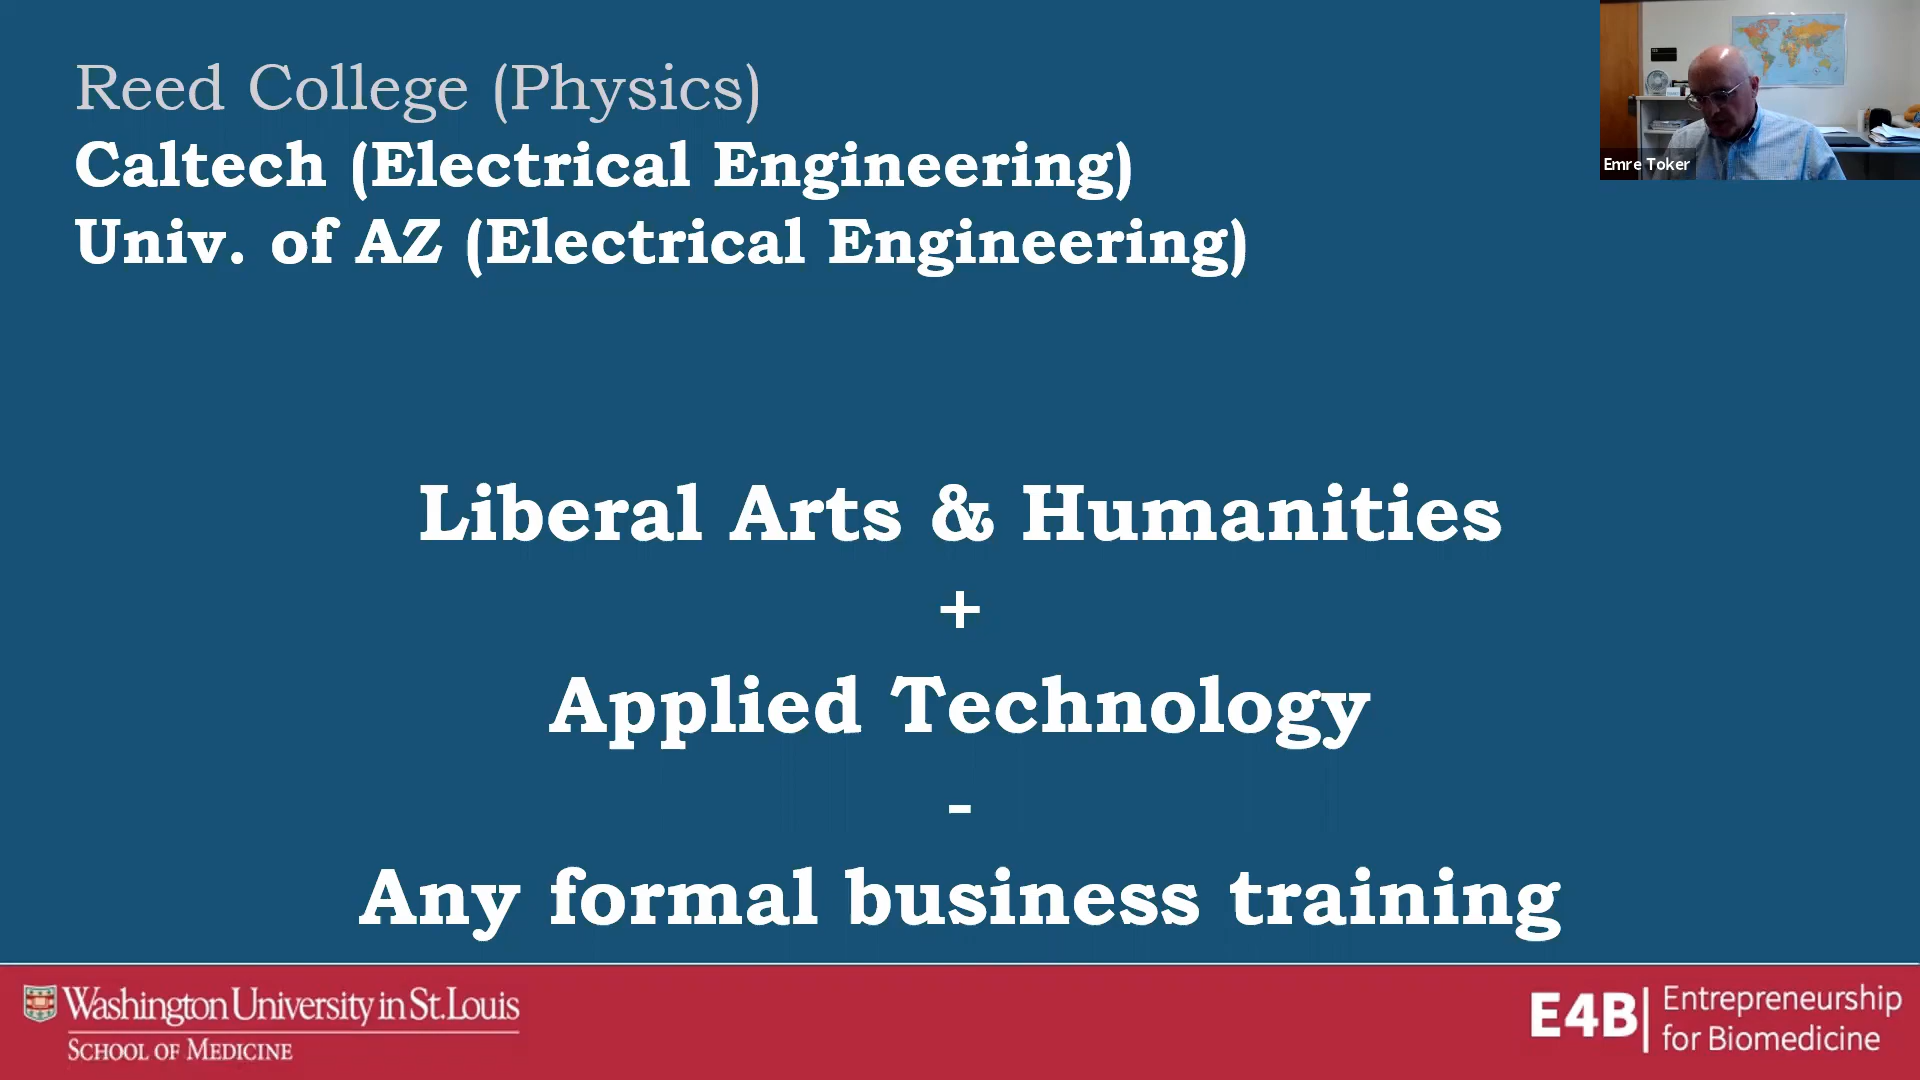 Reed College (Physics)
Caltech (Electrical Engineering)
Univ. of AZ (Electrical Engineering)
Emre Toker
Liberal Arts & Humanities
+
Applied Technology
-
Any formal business training
Washington University in St. Louis
SCHOOL OF MEDICINE
E4B
Entrepreneurship
for Biomedicine